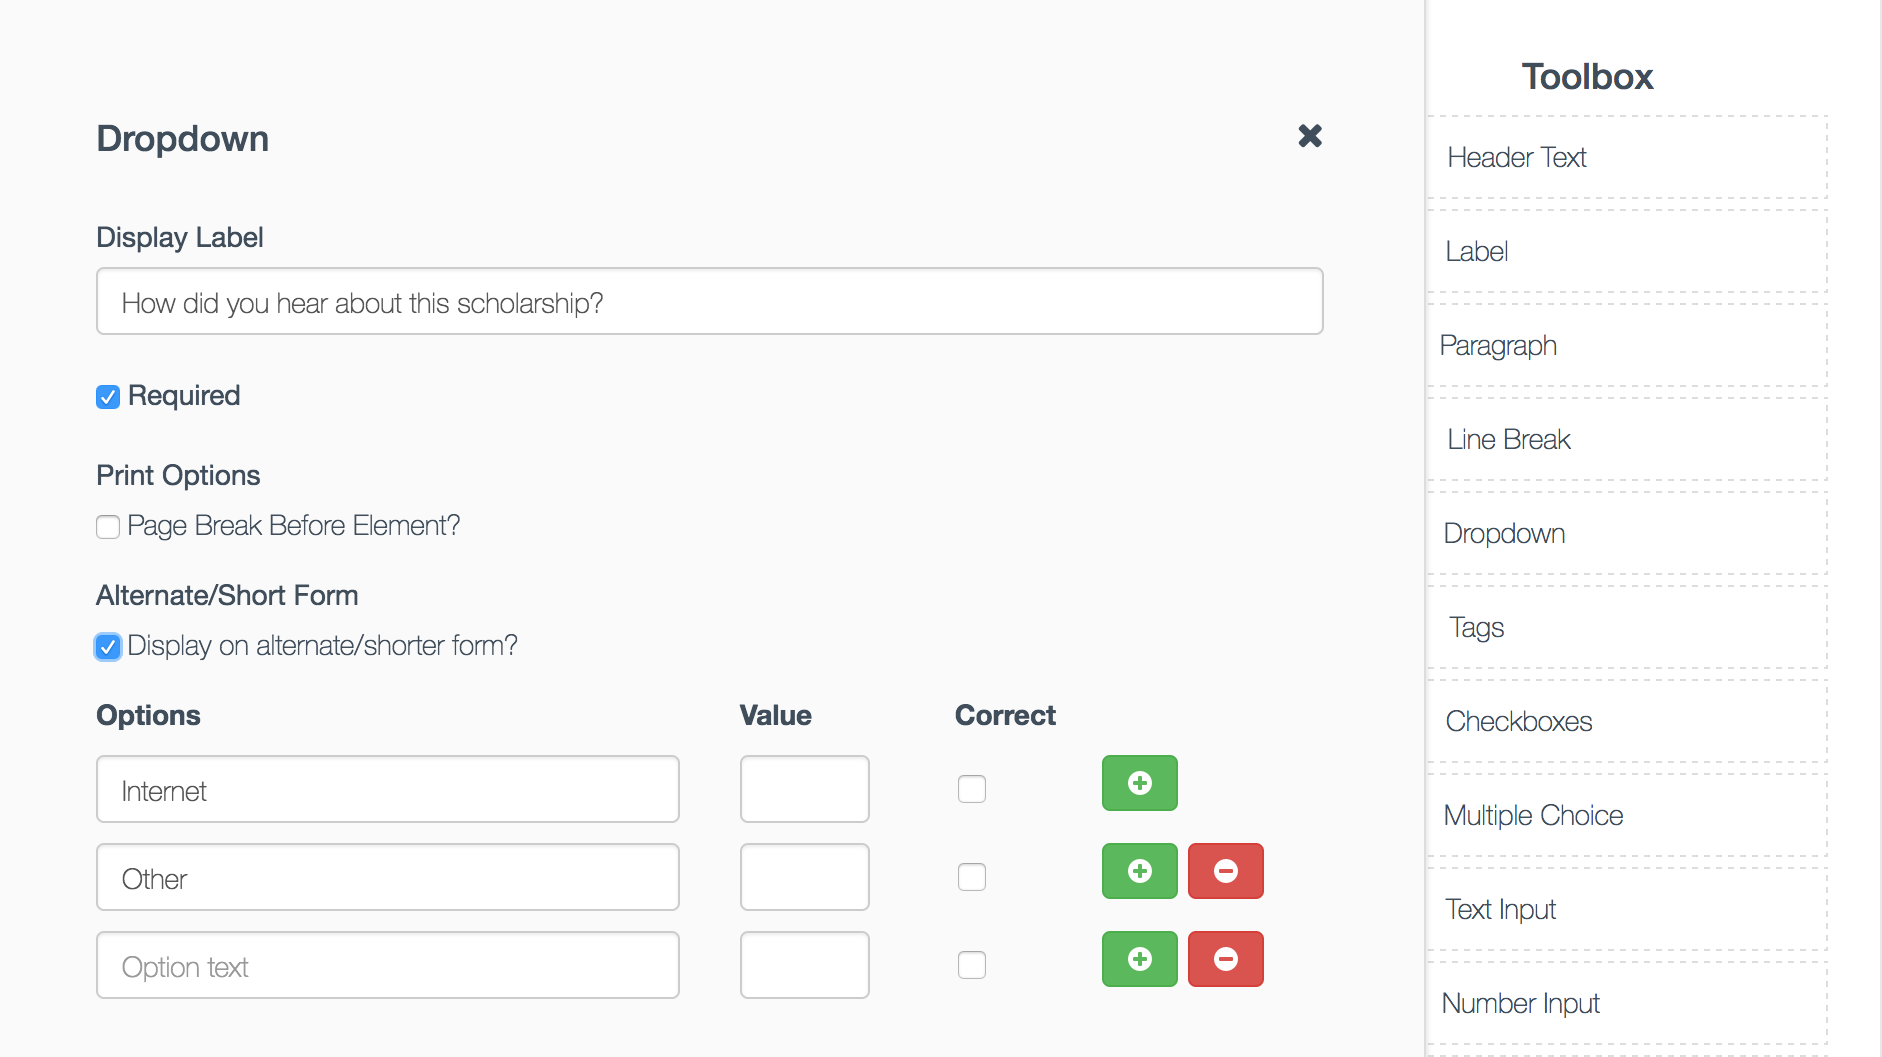 Dropdown
Display Label
How did you hear about this scholarship?
Required
Print Options
Page Break Before Element?
Alternate/Short Form
Display on alternate/shorter form?
Options Value Correct
Internet
Other
Option text
Toolbox
Header Text
Label
Paragraph
Line Break
Dropdown
Tags
Checkboxes
Multiple Choice
Text Input
Number Input